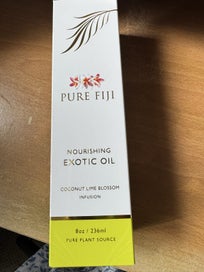 PURE FIJI
NOURISHING
EXOTIC OIL
COCONUT LIME BLOSSOM
INFUSION
8oz / 236ml
PURE PLANT SOURCE